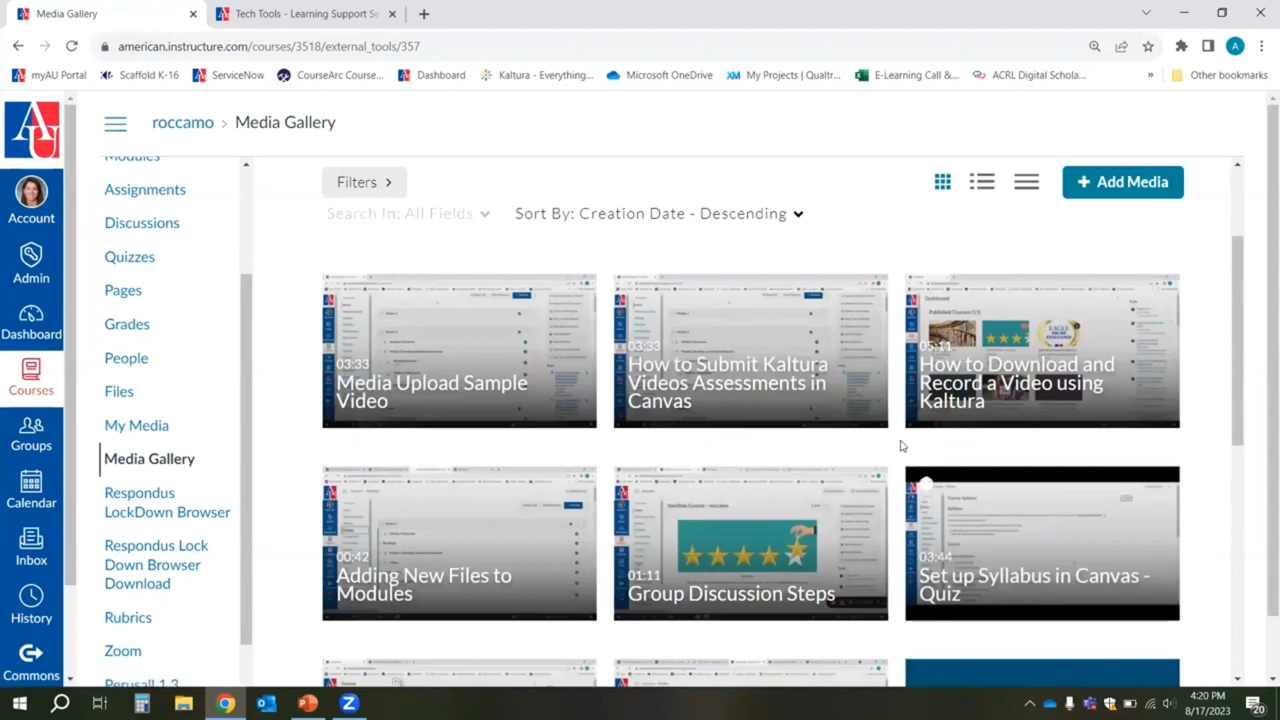 Media Gallery
Tech Tools - Learning Support Se
american.instructure.com/courses/3518/external_tools/357
A
myAU Portal
Scaffold K-16
ServiceNow
CourseArc Course...
Dashboard
Kaltura - Everything...
Microsoft OneDrive
XM My Projects (Qualtr...
E-Learning Call &...
ACRL Digital Schola...
»
Other bookmarks
AU
roccamo > Media Gallery
Account
Admin
Dashboard
Courses
Groups
Calendar
Inbox
History
Commons
Modules
Assignments
Discussions
Quizzes
Pages
Grades
People
Files
My Media
Media Gallery
Respondus
LockDown Browser
Respondus Lock
Down Browser
Download
Rubrics
Zoom
Perusall 1.3
Filters >
+ Add Media
Search In: All Fields
Sort By: Creation Date - Descending
03:33
Media Upload Sample
Video
03:33
How to Submit Kaltura
Videos Assessments in
Canvas
05:11
How to Download and
Record a Video using
Kaltura
00:42
Adding New Files to
Modules
01:11
Group Discussion Steps
03:44
Set up Syllabus in Canvas -
Quiz
4:20 PM
8/17/2023
20